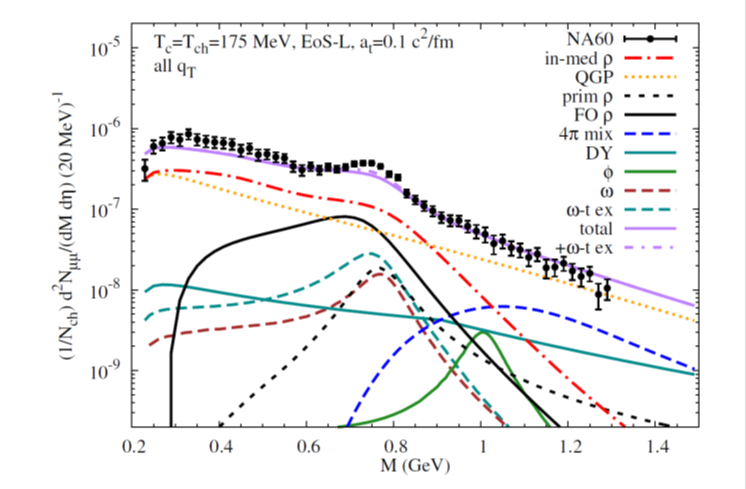 T_c=T_ch=175 MeV, EoS-L, a_t=0.1 c^2/fm
all q_T
NA60
in-med ρ
QGP
prim ρ
FO ρ
4π mix
DY
ϕ
ω
ω-t ex
total
+ω-t ex
(1/N_ch) d^2N_μμ/(dM dη) (20 MeV)^-1
10^-5
10^-6
10^-7
10^-8
10^-9
0.2 0.4 0.6 0.8 1 1.2 1.4
M (GeV)